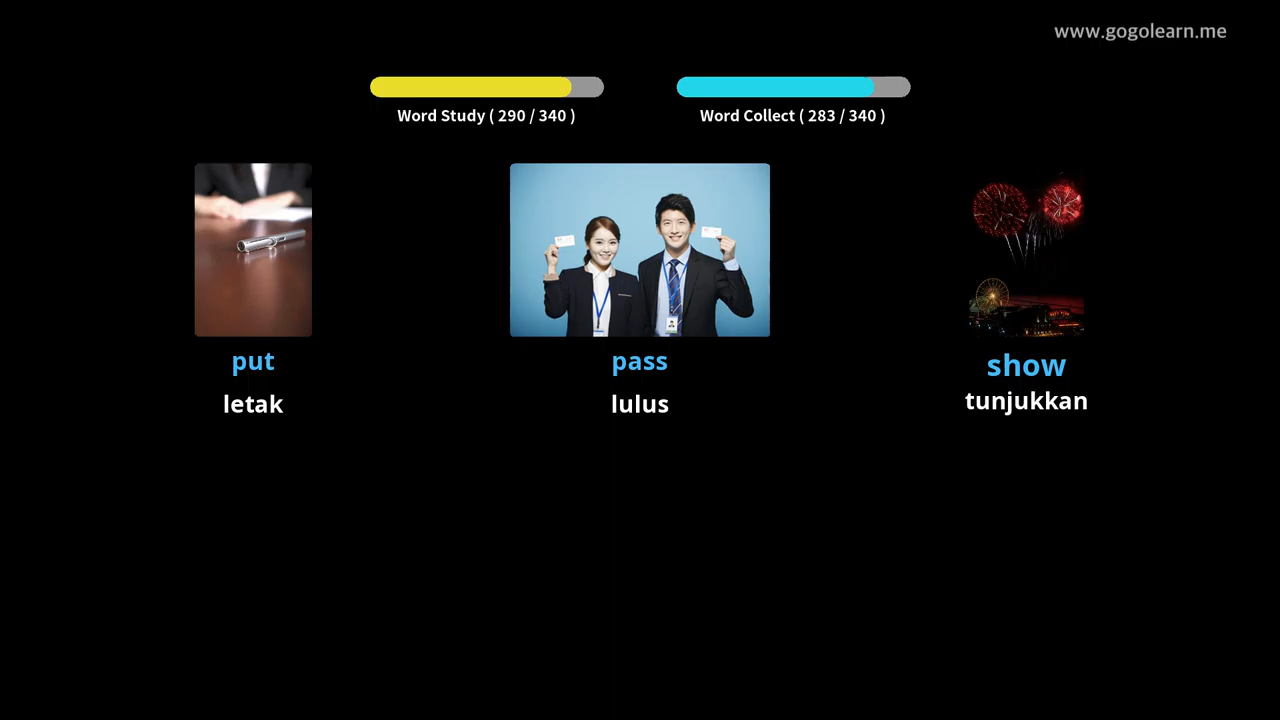 www.gogolearn.me
Word Study ( 290 / 340 )
Word Collect ( 283 / 340 )
put
pass
show
letak
lulus
tunjukkan